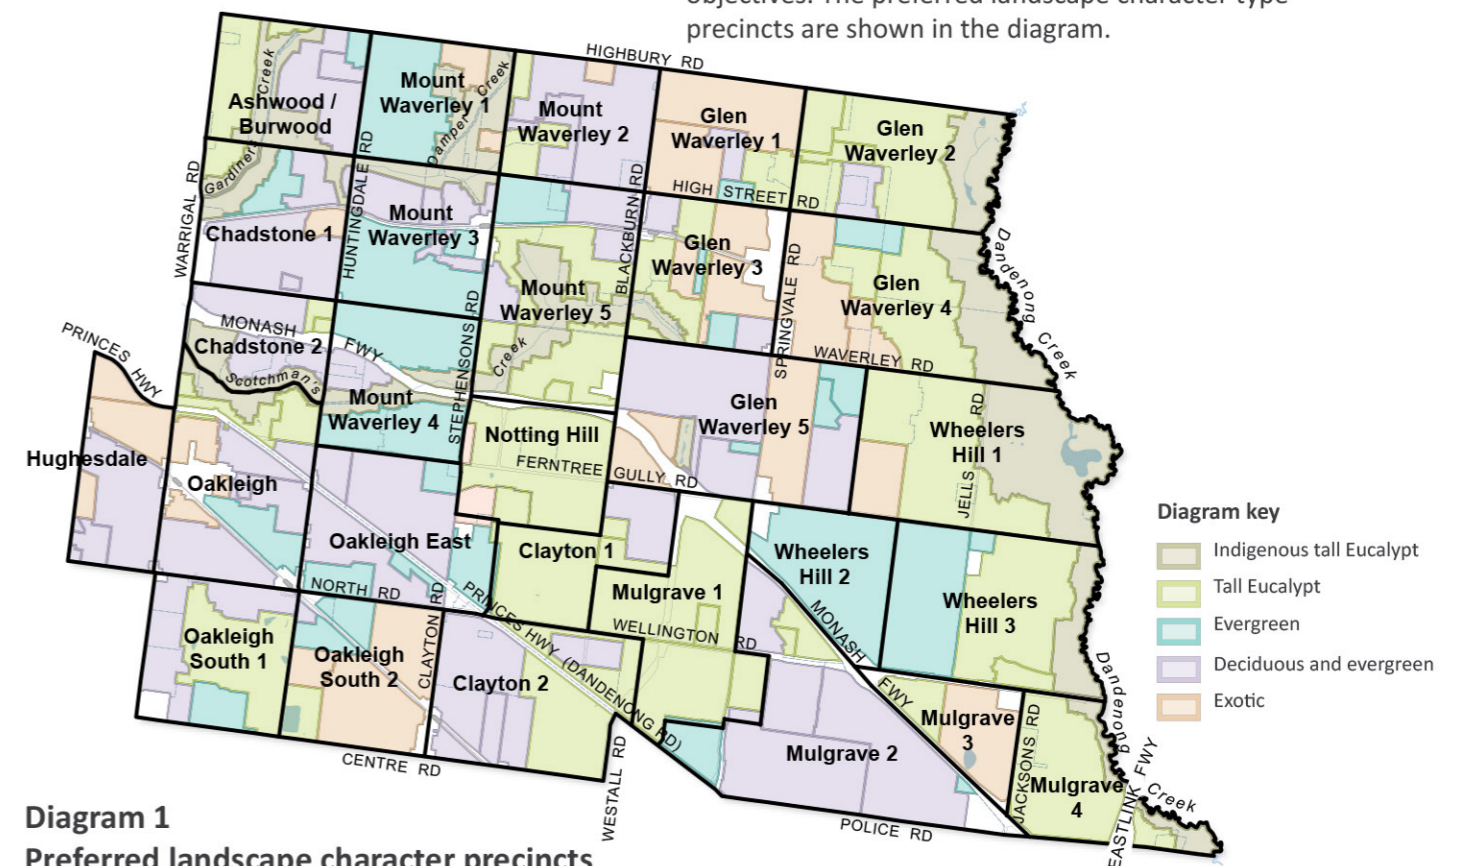 objectives. The preferred landscape character type
precincts are shown in the diagram.
HIGHBURY RD
Ashwood /
Burwood
Gardiners
Creek
Mount
Waverley 1
Damper Creek
Mount
Waverley 2
Glen
Waverley 1
Glen
Waverley 2
HIGH STREET RD
WARRIGAL RD
HUNTINGDALE RD
BLACKBURN RD
Chadstone 1
Mount
Waverley 3
Glen
Waverley 3
SPRINGVALE RD
Glen
Waverley 4
Dandenong Creek
Mount
Waverley 5
Creek
STEPHENSONS RD
MONASH FWY
Chadstone 2
Scotchman's
PRINCES HWY
WAVERLEY RD
Mount
Waverley 4
Glen
Waverley 5
Wheelers
Hill 1
JELLS RD
Notting Hill
FERNTREE GULLY RD
Hughesdale
Oakleigh
Oakleigh East
Clayton 1
Wheelers
Hill 2
Wheelers
Hill 3
Mulgrave 1
NORTH RD
PRINCES HWY (DANDENONG RD)
WELLINGTON RD
MONASH FWY
Oakleigh
South 1
Oakleigh
South 2
CLAYTON RD
Clayton 2
Mulgrave 2
Mulgrave
3
JACKSONS RD
Mulgrave
4
Dandenong Creek
EASTLINK FWY
CENTRE RD
WESTALL RD
POLICE RD
Diagram key
Indigenous tall Eucalypt
Tall Eucalypt
Evergreen
Deciduous and evergreen
Exotic
Diagram 1
Preferred landscape character precincts